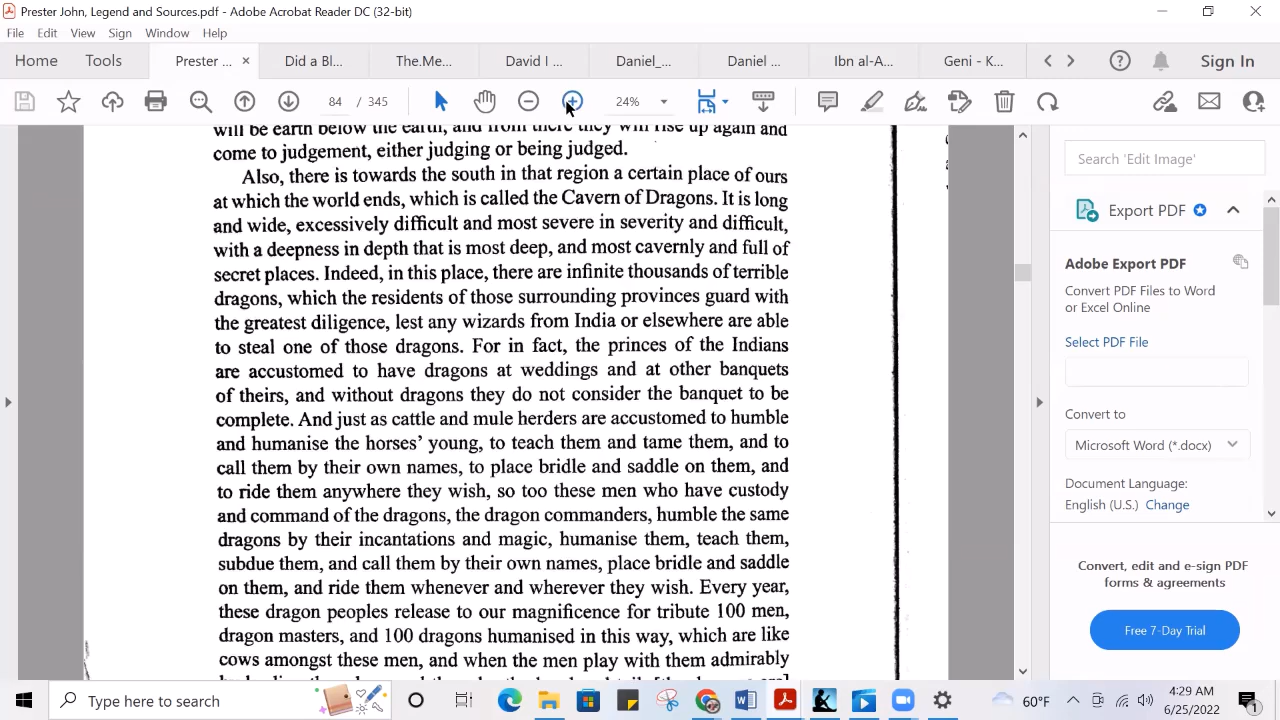 Prester John, Legend and Sources.pdf - Adobe Acrobat Reader DC (32-bit)
File Edit View Sign Window Help
Home Tools Prester ... × Did a Bl... The.Me... David I ... Daniel_... Daniel ... Ibn al-A... Geni - K... Sign In
84 / 345 24%
will be earth below the earth, and from there they will rise up again and
come to judgement, either judging or being judged.
Also, there is towards the south in that region a certain place of ours
at which the world ends, which is called the Cavern of Dragons. It is long
and wide, excessively difficult and most severe in severity and difficult,
with a deepness in depth that is most deep, and most cavernly and full of
secret places. Indeed, in this place, there are infinite thousands of terrible
dragons, which the residents of those surrounding provinces guard with
the greatest diligence, lest any wizards from India or elsewhere are able
to steal one of those dragons. For in fact, the princes of the Indians
are accustomed to have dragons at weddings and at other banquets
of theirs, and without dragons they do not consider the banquet to be
complete. And just as cattle and mule herders are accustomed to humble
and humanise the horses' young, to teach them and tame them, and to
call them by their own names, to place bridle and saddle on them, and
to ride them anywhere they wish, so too these men who have custody
and command of the dragons, the dragon commanders, humble the same
dragons by their incantations and magic, humanise them, teach them,
subdue them, and call them by their own names, place bridle and saddle
on them, and ride them whenever and wherever they wish. Every year,
these dragon peoples release to our magnificence for tribute 100 men,
dragon masters, and 100 dragons humanised in this way, which are like
cows amongst these men, and when the men play with them admirably
Search 'Edit Image'
Export PDF
Adobe Export PDF
Convert PDF Files to Word
or Excel Online
Select PDF File
Convert to
Microsoft Word (*.docx)
Document Language:
English (U.S.) Change
Convert, edit and e-sign PDF
forms & agreements
Free 7-Day Trial
Type here to search
60°F
4:29 AM
6/25/2022
1